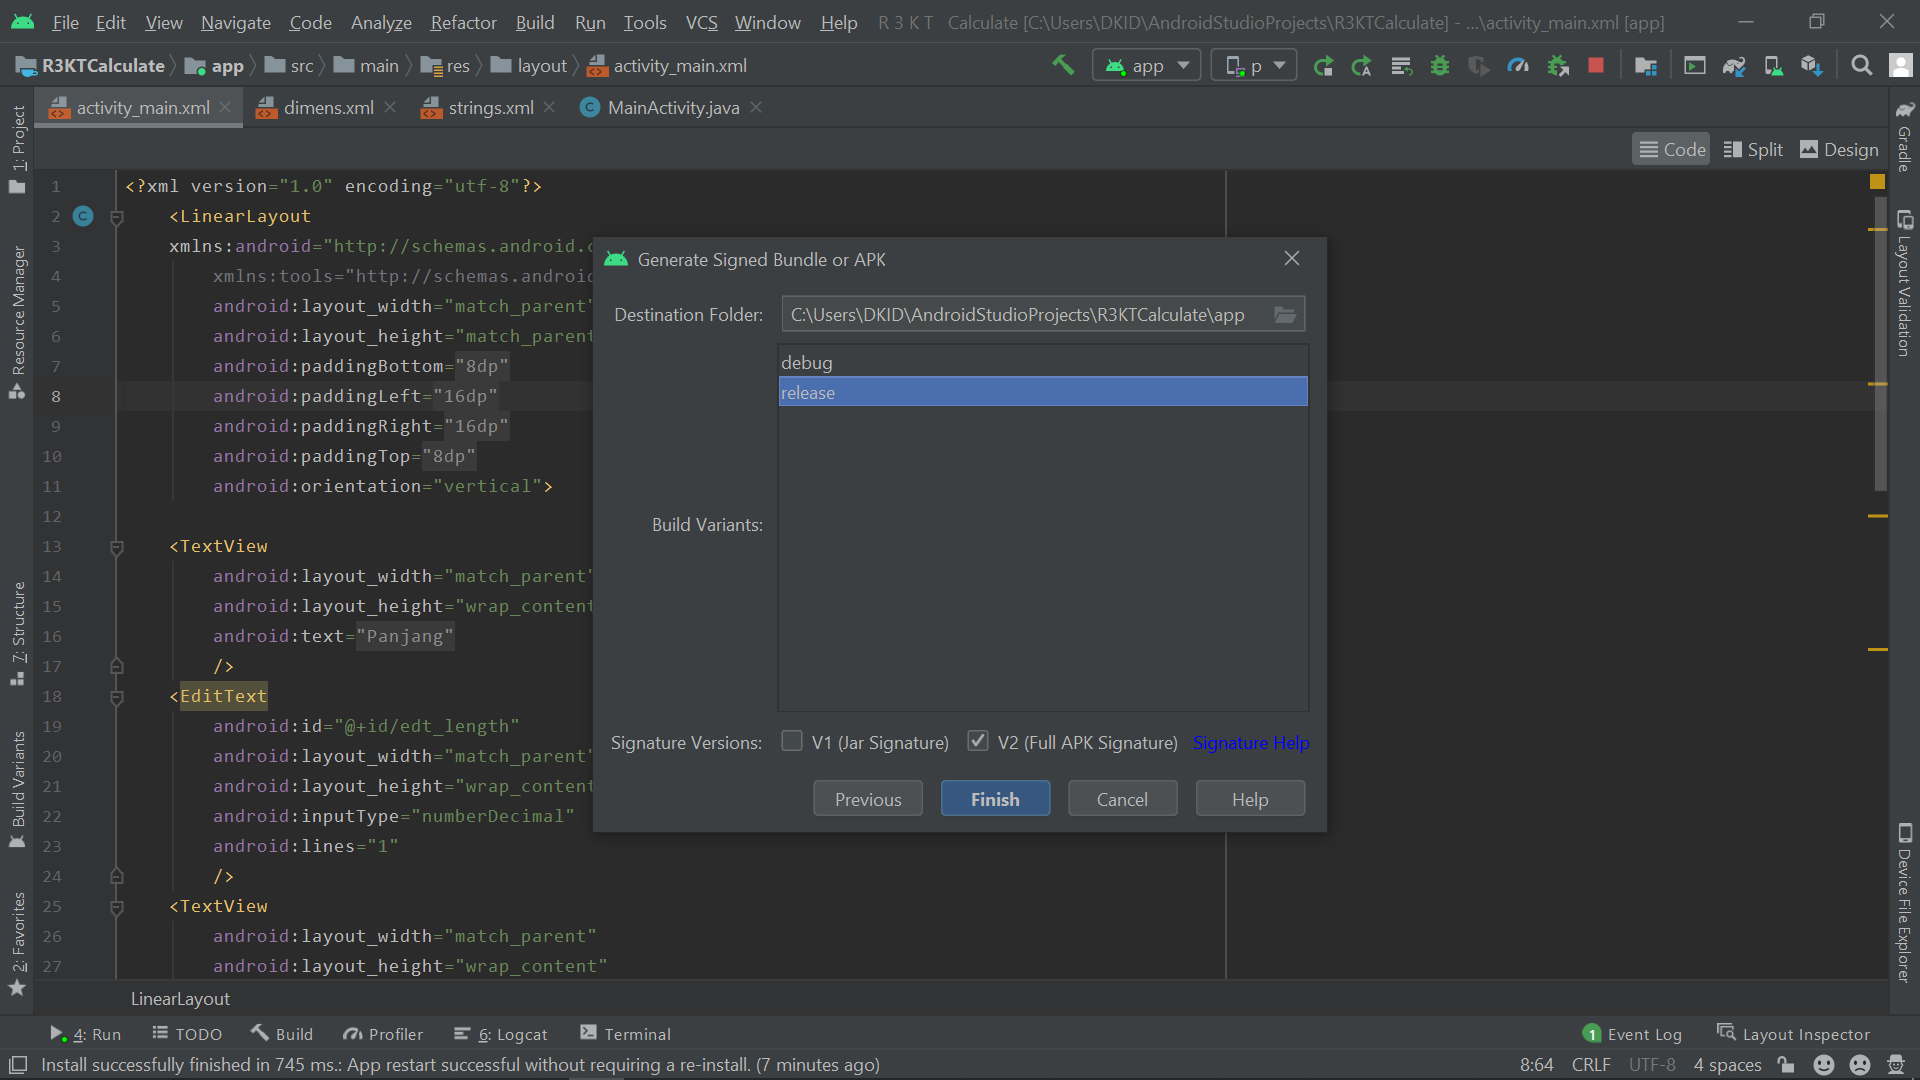 File Edit View Navigate Code Analyze Refactor Build Run Tools VCS Window Help R 3 K T Calculate [C:\Users\DKID\AndroidStudioProjects\R3KTCalculate] - ...\activity_main.xml [app]
R3KTCalculate app src main res layout activity_main.xml app p
activity_main.xml dimens.xml strings.xml MainActivity.java
Code Split Design
1: Project
Resource Manager
7: Structure
Build Variants
2: Favorites
1 <?xml version="1.0" encoding="utf-8"?>
2 <LinearLayout
3 xmlns:android="http://schemas.android.
4 xmlns:tools="http://schemas.android
5 android:layout_width="match_parent"
6 android:layout_height="match_parent
7 android:paddingBottom="8dp"
8 android:paddingLeft="16dp"
9 android:paddingRight="16dp"
10 android:paddingTop="8dp"
11 android:orientation="vertical">
12
13 <TextView
14 android:layout_width="match_parent"
15 android:layout_height="wrap_content
16 android:text="Panjang"
17 />
18 <EditText
19 android:id="@+id/edt_length"
20 android:layout_width="match_parent"
21 android:layout_height="wrap_content
22 android:inputType="numberDecimal"
23 android:lines="1"
24 />
25 <TextView
26 android:layout_width="match_parent"
27 android:layout_height="wrap_content"
Generate Signed Bundle or APK
Destination Folder: C:\Users\DKID\AndroidStudioProjects\R3KTCalculate\app
debug
release
Build Variants:
Signature Versions: V1 (Jar Signature) V2 (Full APK Signature) Signature Help
Previous Finish Cancel Help
Gradle
Layout Validation
Device File Explorer
LinearLayout
4: Run TODO Build Profiler 6: Logcat Terminal 1 Event Log Layout Inspector
Install successfully finished in 745 ms.: App restart successful without requiring a re-install. (7 minutes ago) 8:64 CRLF UTF-8 4 spaces